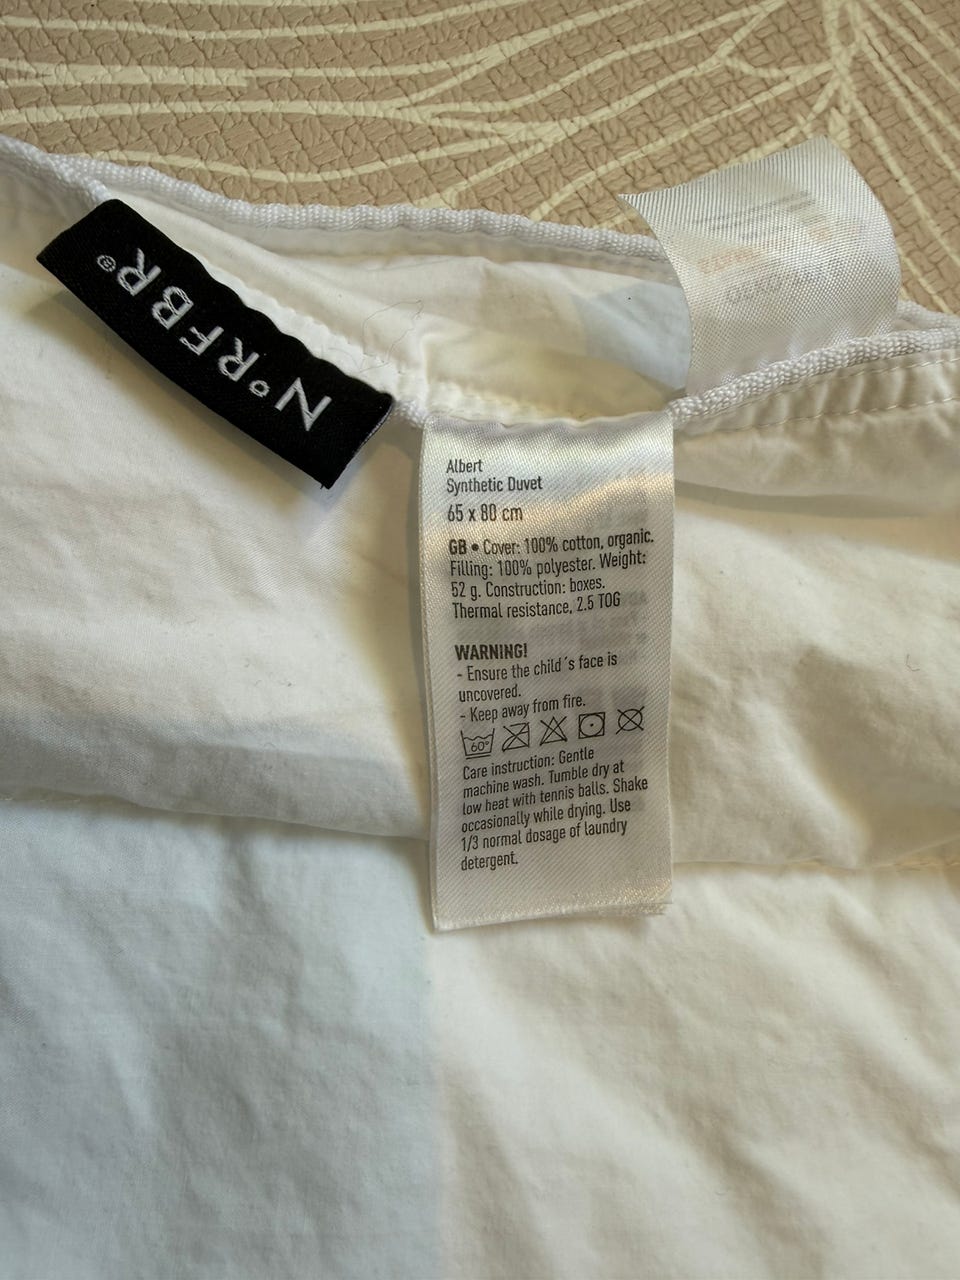 N°RFBR®
Albert
Synthetic Duvet
65 x 80 cm
GB • Cover: 100% cotton, organic.
Filling: 100% polyester. Weight:
52 g. Construction: boxes.
Thermal resistance, 2.5 TOG
WARNING!
- Ensure the child´s face is
uncovered.
- Keep away from fire.
60°
Care instruction: Gentle
machine wash. Tumble dry at
low heat with tennis balls. Shake
occasionally while drying. Use
1/3 normal dosage of laundry
detergent.